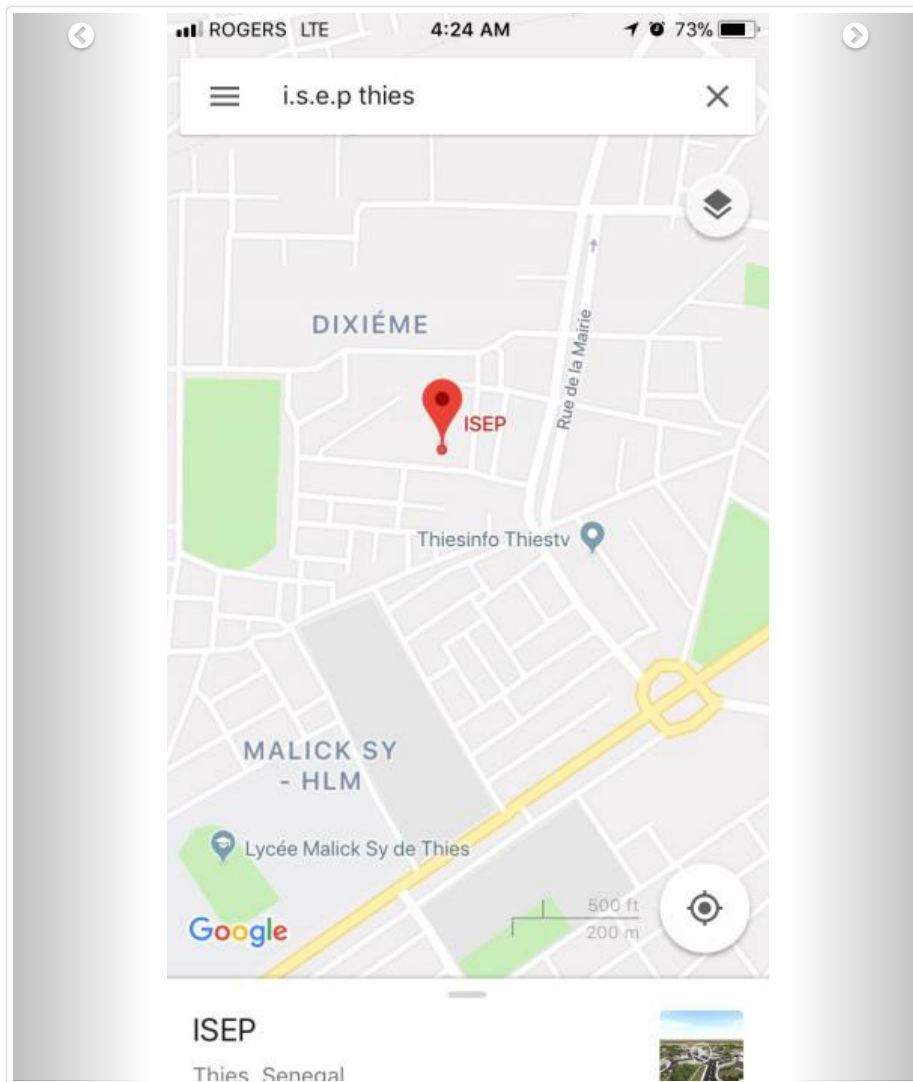 ROGERS LTE 4:24 AM 73%
i.s.e.p thies
DIXIÉME
Rue de la Mairie
ISEP
Thiesinfo Thiestv
MALICK SY
- HLM
Lycée Malick Sy de Thies
500 ft
200 m
Google
ISEP
Thies, Senegal